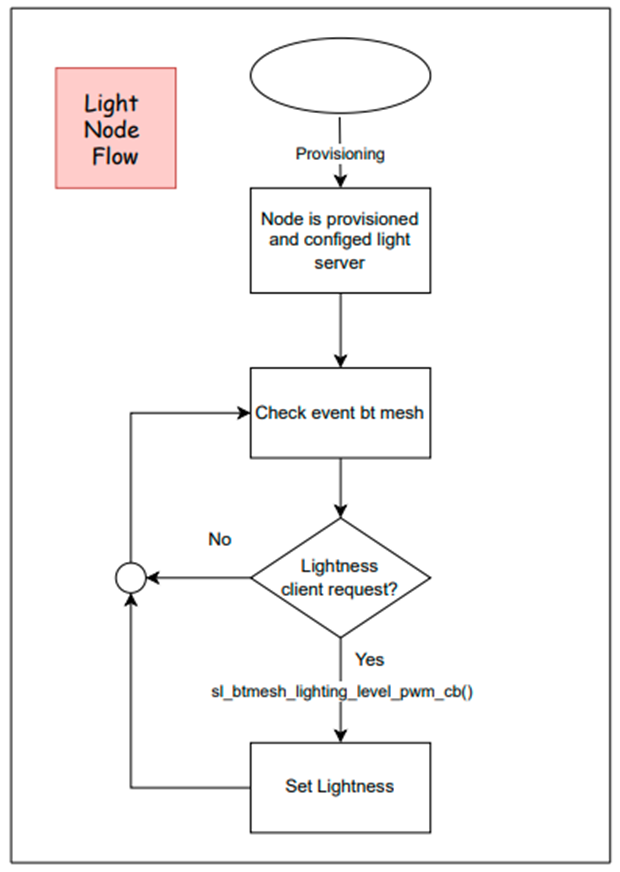 Light
Node
Flow
Provisioning
Node is provisioned
and configed light
server
Check event bt mesh
No
Lightness
client request?
Yes
sl_btmesh_lighting_level_pwm_cb()
Set Lightness